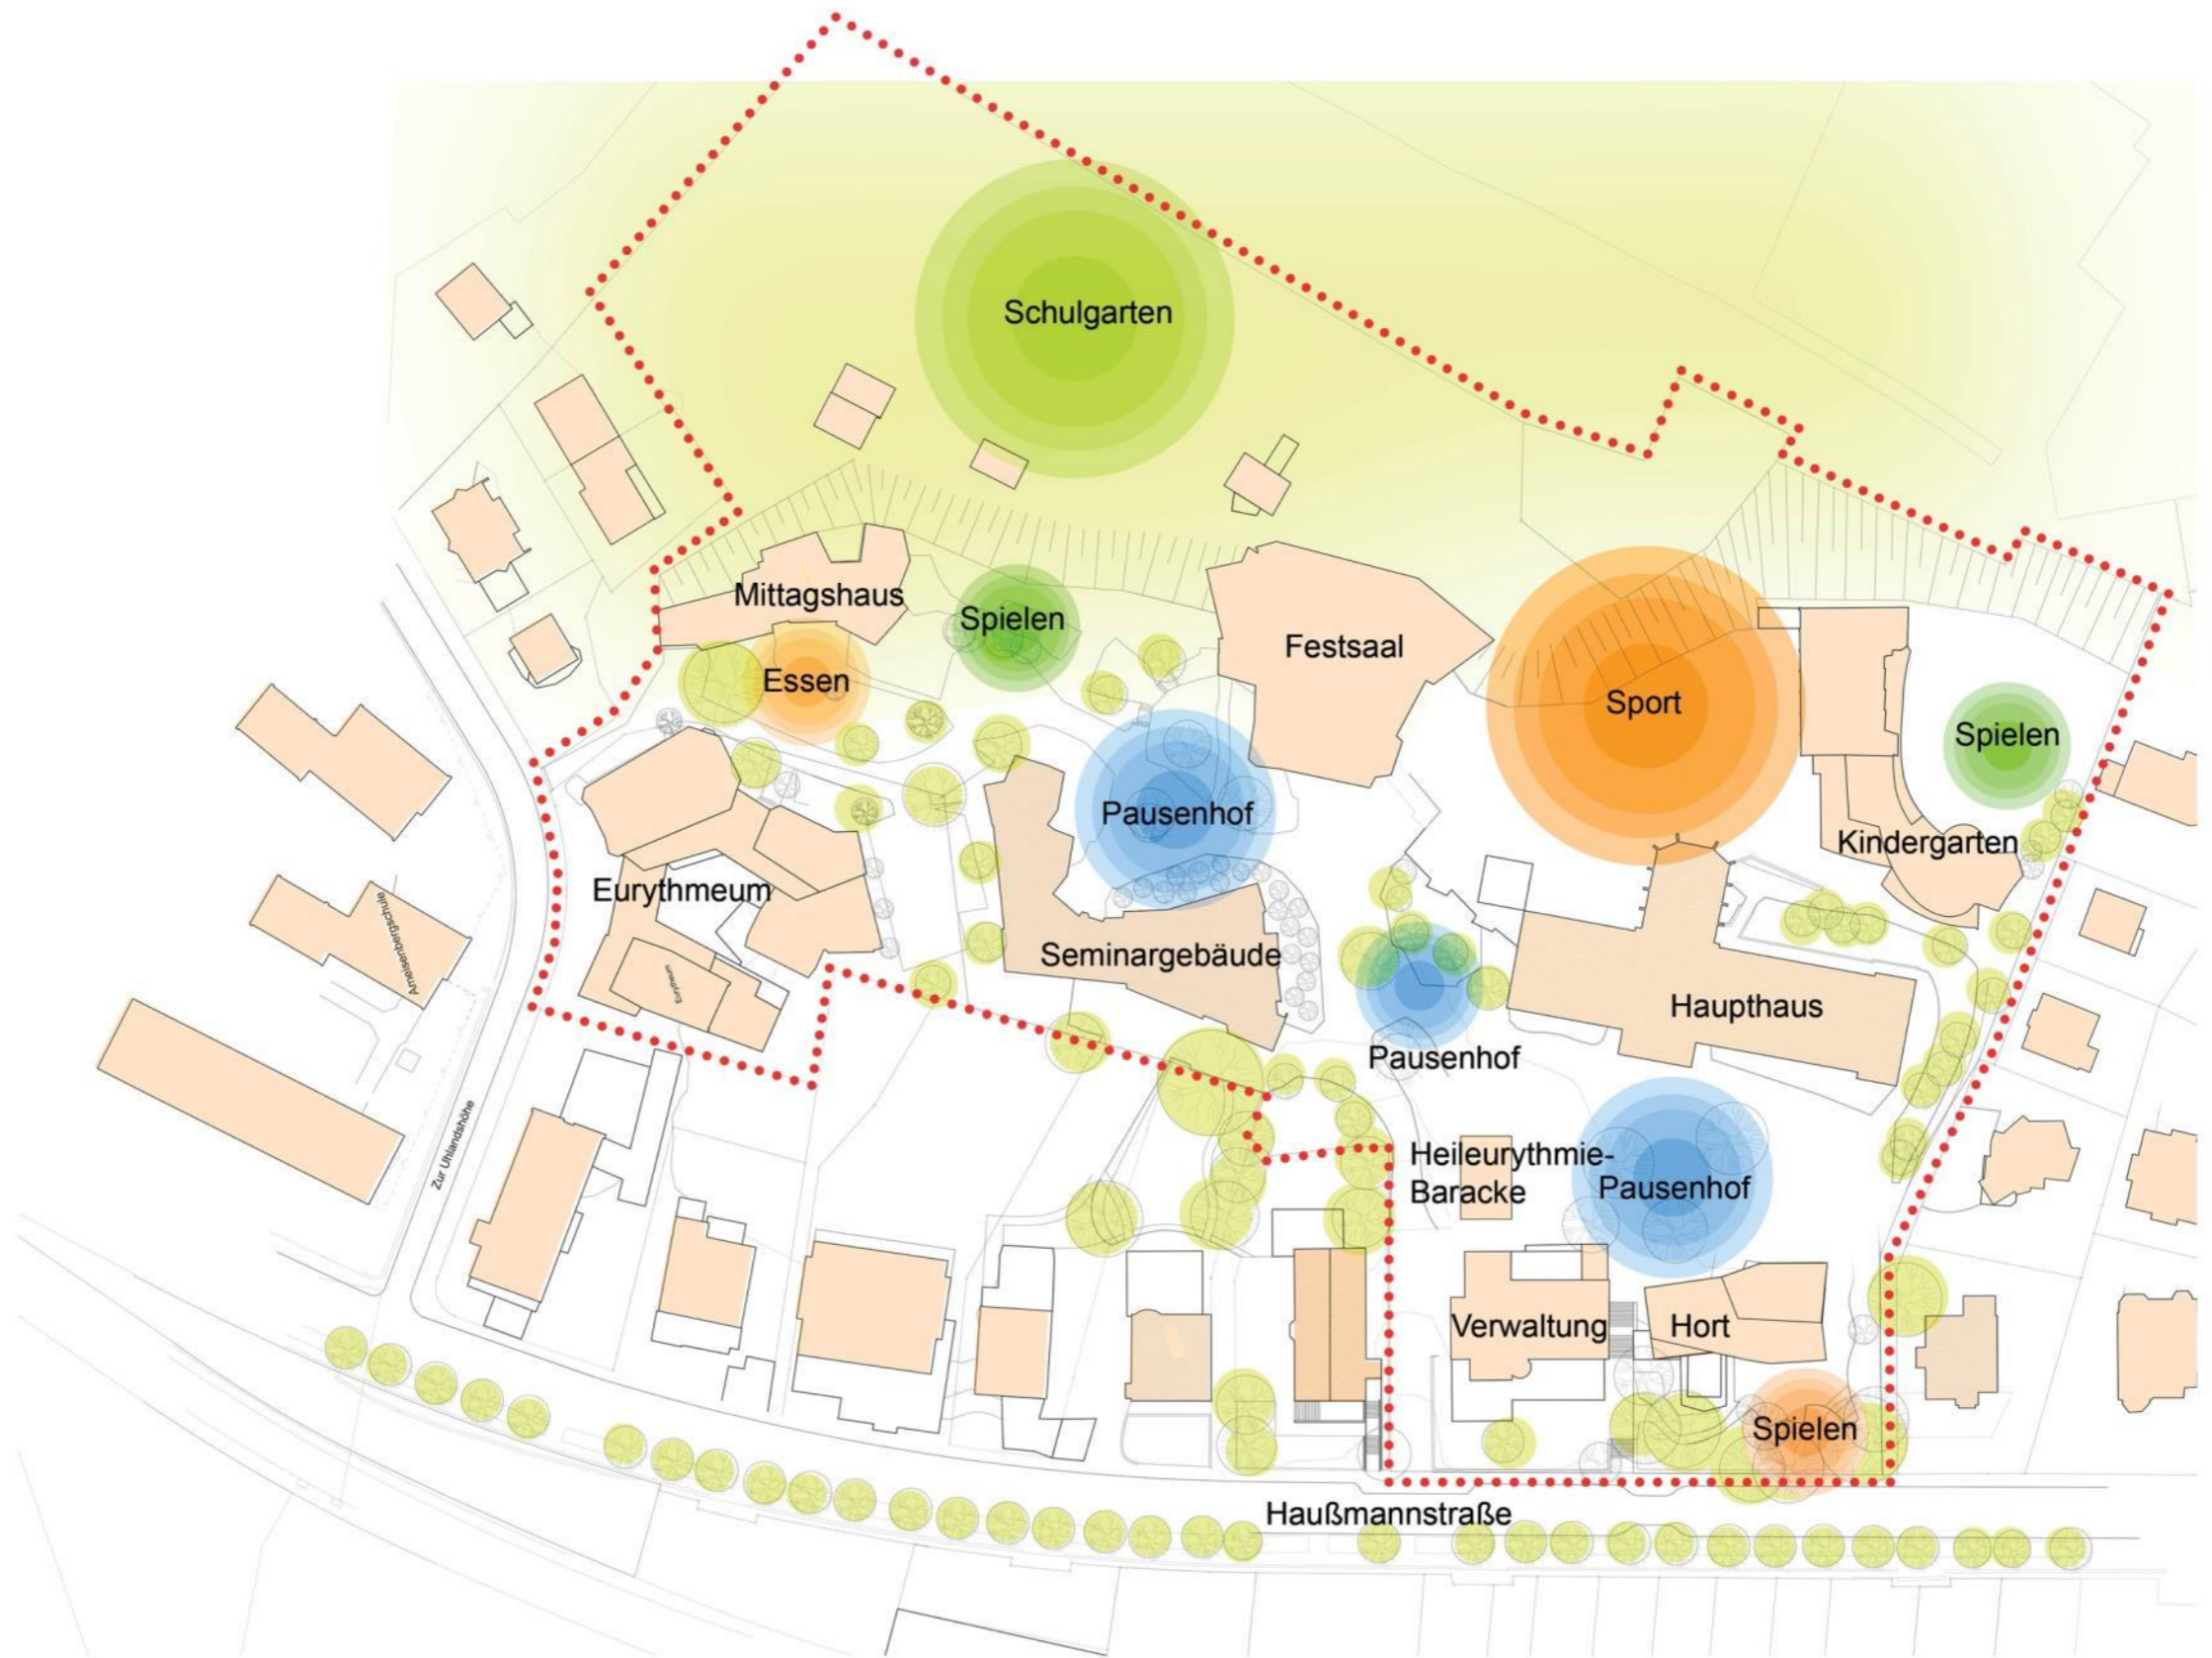 Schulgarten
Mittagshaus
Spielen
Festsaal
Essen
Sport
Spielen
Pausenhof
Kindergarten
Eurythmeum
Ameisenbergschule
Seminargebäude
Eurytmeum
Haupthaus
Pausenhof
Zur Uhlandshöhe
Heileurythmie-
Baracke
Pausenhof
Verwaltung
Hort
Spielen
Haußmannstraße